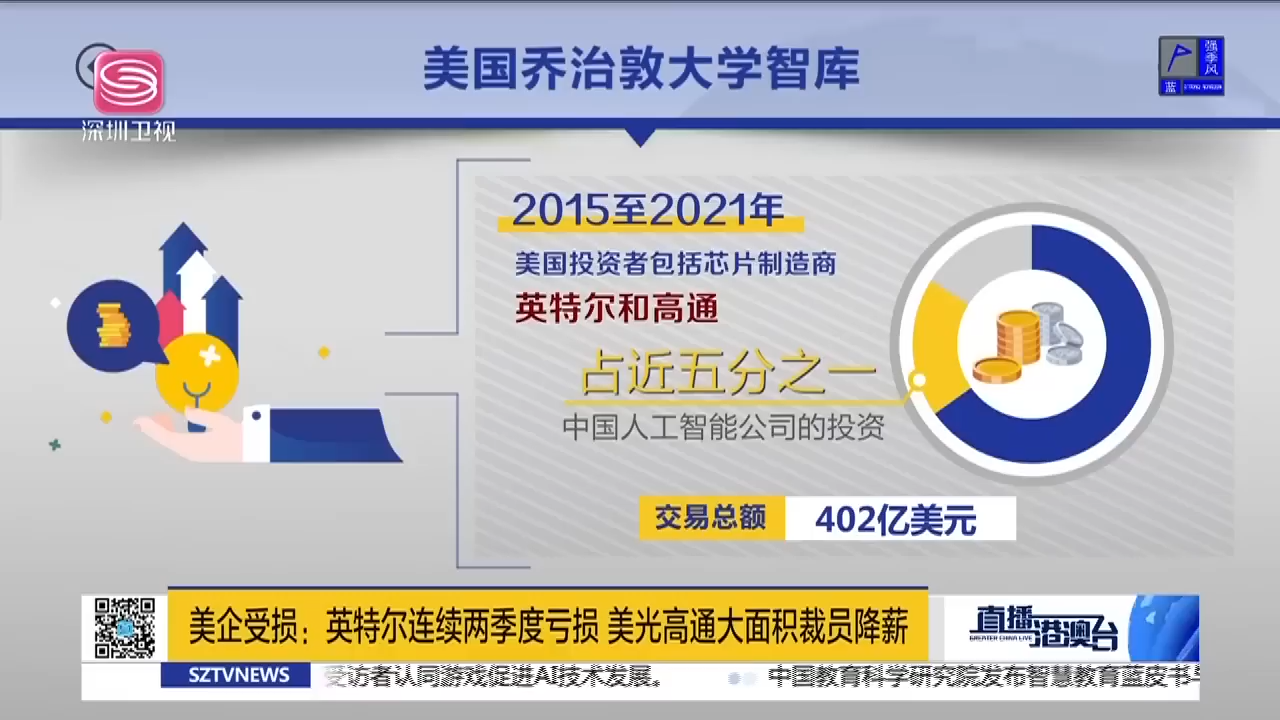 美国乔治敦大学智库
深圳卫视
强季风
蓝
STRONG MONSOON
2015至2021年
美国投资者包括芯片制造商
英特尔和高通
占近五分之一
中国人工智能公司的投资
交易总额 402亿美元
美企受损：英特尔连续两季度亏损 美光高通大面积裁员降薪
直播港澳台
GREATER CHINA LIVE
SZTVNEWS
受访者认同游戏促进AI技术发展。 中国教育科学研究院发布智慧教育蓝皮书